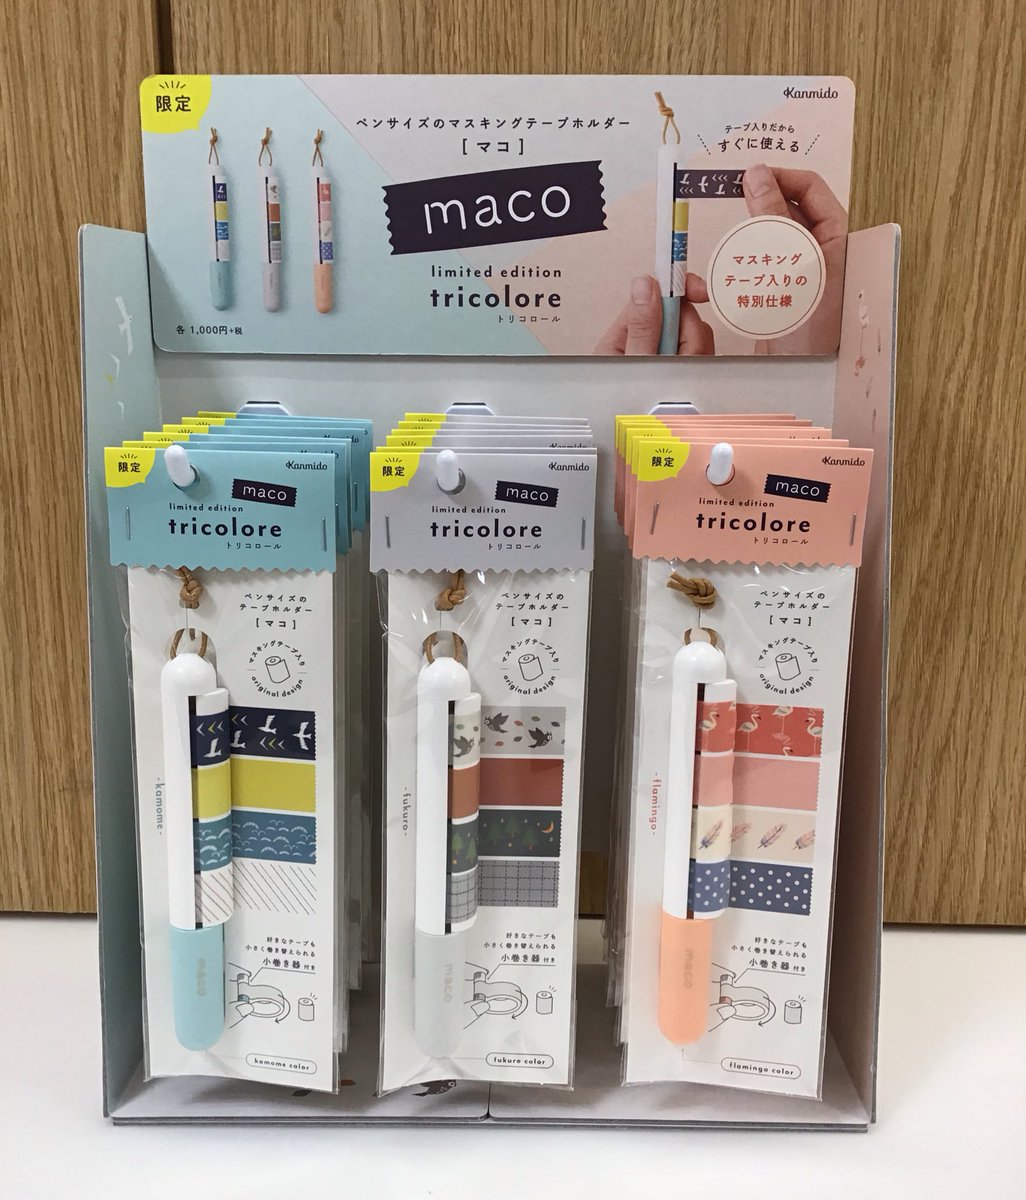 限定
Kanmido
ペンサイズのマスキングテープホルダー
[ マコ ]
maco
limited edition
tricolore
トリコロール
各 1,000円+税
テープ入りだから
すぐに使える
マスキング
テープ入りの
特別仕様
限定
Kanmido
maco
limited edition
tricolore
トリコロール
ペンサイズの
テープホルダー
[ マコ ]
マスキングテープ入り
original design
- kamome -
好きなテープも
小さく巻き替えられる
小巻き器 付き
maco
kamome color
限定
Kanmido
maco
limited edition
tricolore
トリコロール
ペンサイズの
テープホルダー
[ マコ ]
マスキングテープ入り
original design
- fukuro -
好きなテープも
小さく巻き替えられる
小巻き器 付き
maco
fukuro color
限定
Kanmido
maco
limited edition
tricolore
トリコロール
ペンサイズの
テープホルダー
[ マコ ]
マスキングテープ入り
original design
- flamingo -
好きなテープも
小さく巻き替えられる
小巻き器 付き
maco
flamingo color